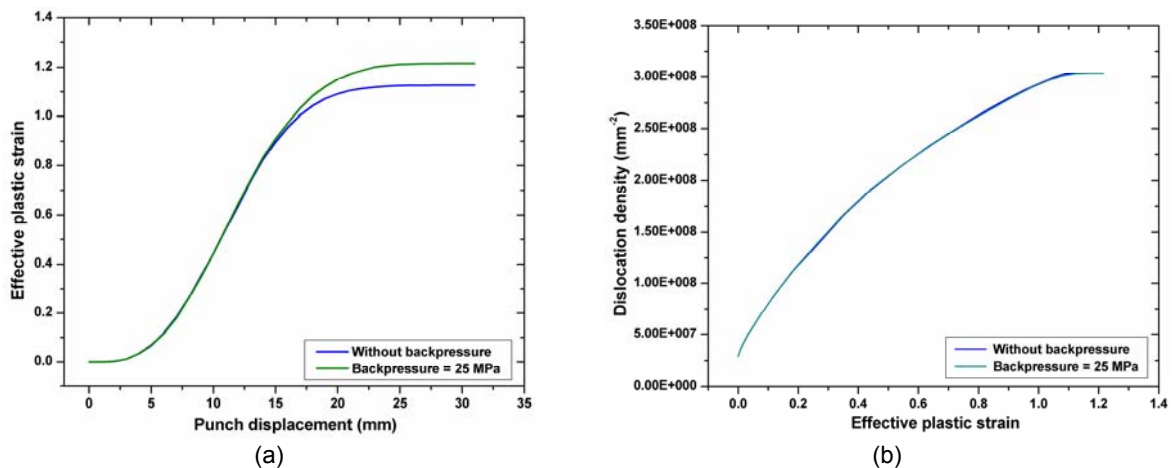 1.4
1.2
1.0
0.8
0.6
0.4
0.2
0.0
Effective plastic strain
0 5 10 15 20 25 30 35
Punch displacement (mm)
Without backpressure
Backpressure = 25 MPa
(a)
3.50E+008
3.00E+008
2.50E+008
2.00E+008
1.50E+008
1.00E+008
5.00E+007
0.00E+000
Dislocation density (mm-2)
0.0 0.2 0.4 0.6 0.8 1.0 1.2 1.4
Effective plastic strain
Without backpressure
Backpressure = 25 MPa
(b)